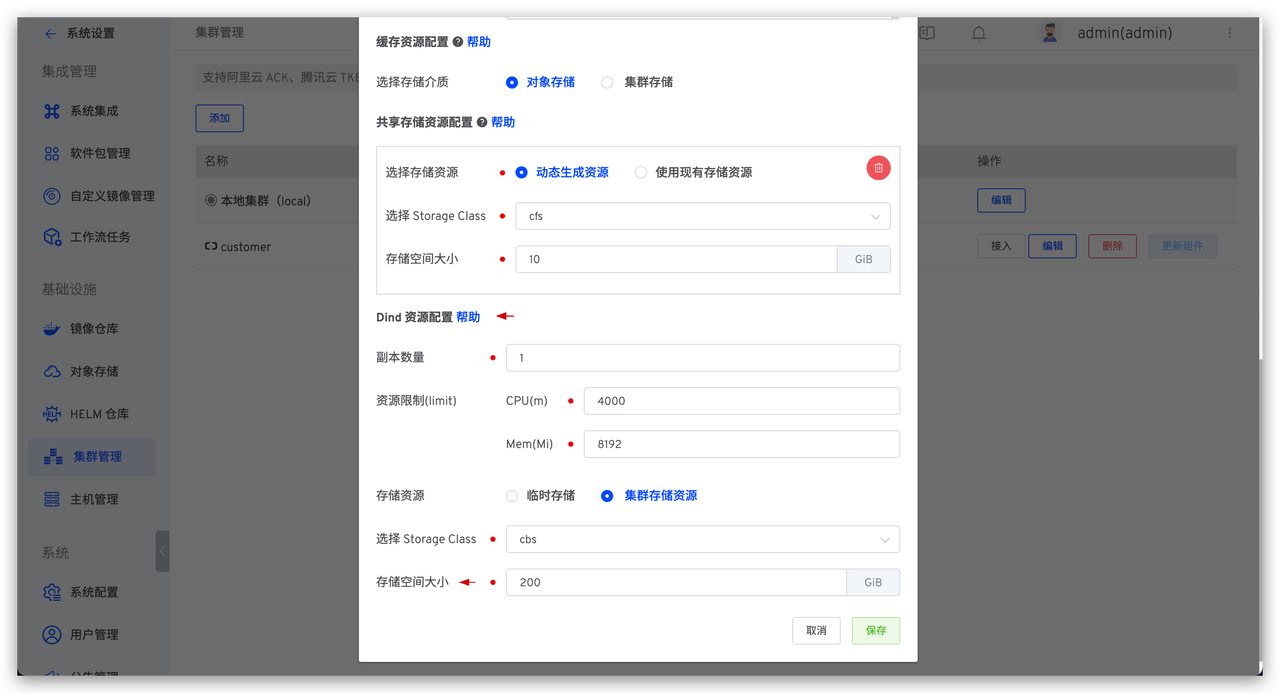 系统设置
集成管理
系统集成
软件包管理
自定义镜像管理
工作流任务
基础设施
镜像仓库
对象存储
HELM 仓库
集群管理
主机管理
系统
系统配置
用户管理
集群管理
admin(admin)
支持阿里云 ACK、腾讯云 TKE
添加
名称
操作
本地集群（local）
编辑
customer
接入 编辑 删除 更新组件
缓存资源配置 帮助
选择存储介质 对象存储 集群存储
共享存储资源配置 帮助
选择存储资源 动态生成资源 使用现有存储资源
选择 Storage Class cfs
存储空间大小 10 GiB
Dind 资源配置 帮助
副本数量 1
资源限制(limit) CPU(m) 4000
Mem(Mi) 8192
存储资源 临时存储 集群存储资源
选择 Storage Class cbs
存储空间大小 200 GiB
取消 保存